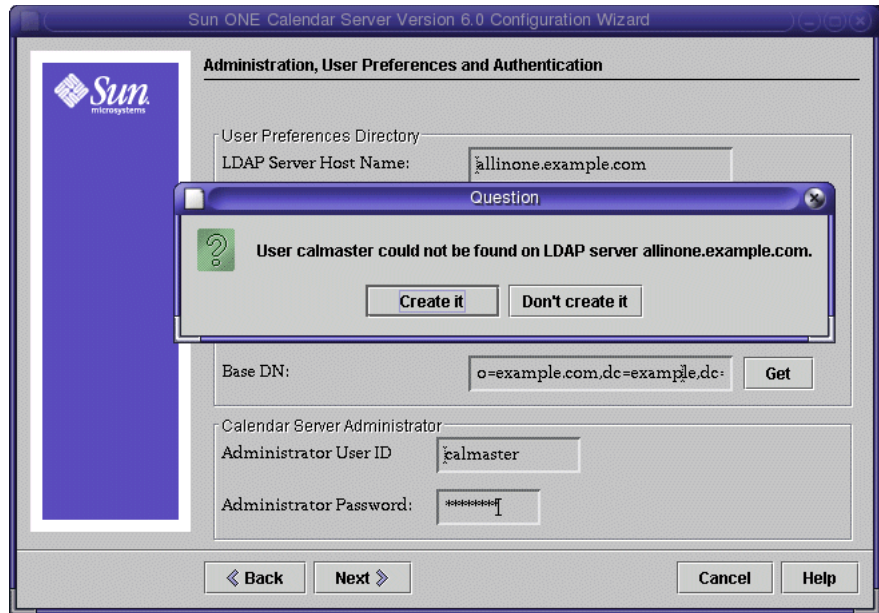 Sun ONE Calendar Server Version 6.0 Configuration Wizard
Sun
microsystems
Administration, User Preferences and Authentication
User Preferences Directory
LDAP Server Host Name: allinone.example.com
Question
User calmaster could not be found on LDAP server allinone.example.com.
Create it Don't create it
Base DN: o=example.com,dc=example,dc= Get
Calendar Server Administrator
Administrator User ID calmaster
Administrator Password: ********
Back Next Cancel Help